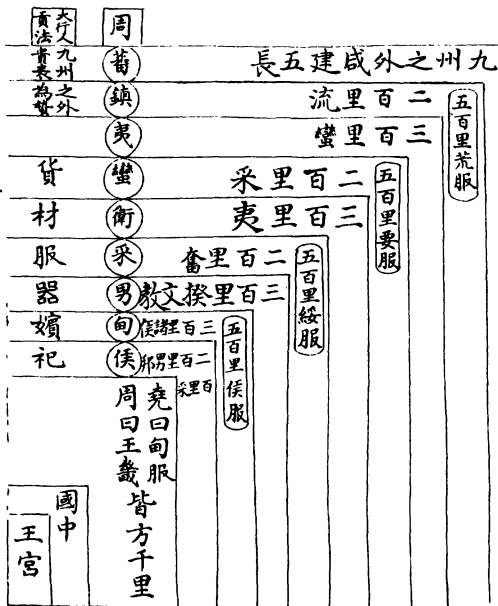 九州之外咸建五長
五百里荒服
二百里流
三百里蠻
五百里要服
二百里采
三百里夷
五百里綏服
二百里奮
三百里揆文教
五百里侯服
三百里諸侯
二百里男邦
百里采
周
蕃
鎮
夷
蠻
衛
采
男
甸
侯
大行人
貢法
九州之外
貴寳為摯
貨
材
服
器
嬪
祀
堯曰甸服
周曰王畿
皆方千里
國中
王宮